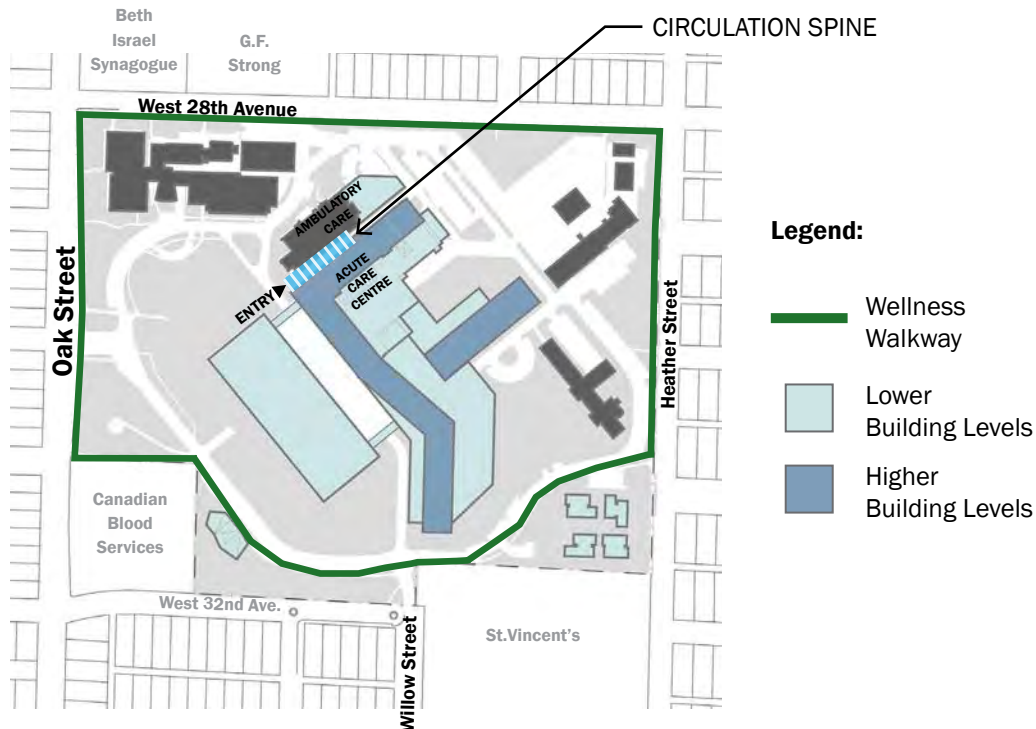 Beth
Israel
Synagogue
G.F.
Strong
CIRCULATION SPINE
West 28th Avenue
AMBULATORY
CARE
ACUTE
CARE
CENTRE
ENTRY
Oak Street
Heather Street
Legend:
Wellness
Walkway
Lower
Building Levels
Higher
Building Levels
Canadian
Blood
Services
West 32nd Ave.
St.Vincent's
Willow Street